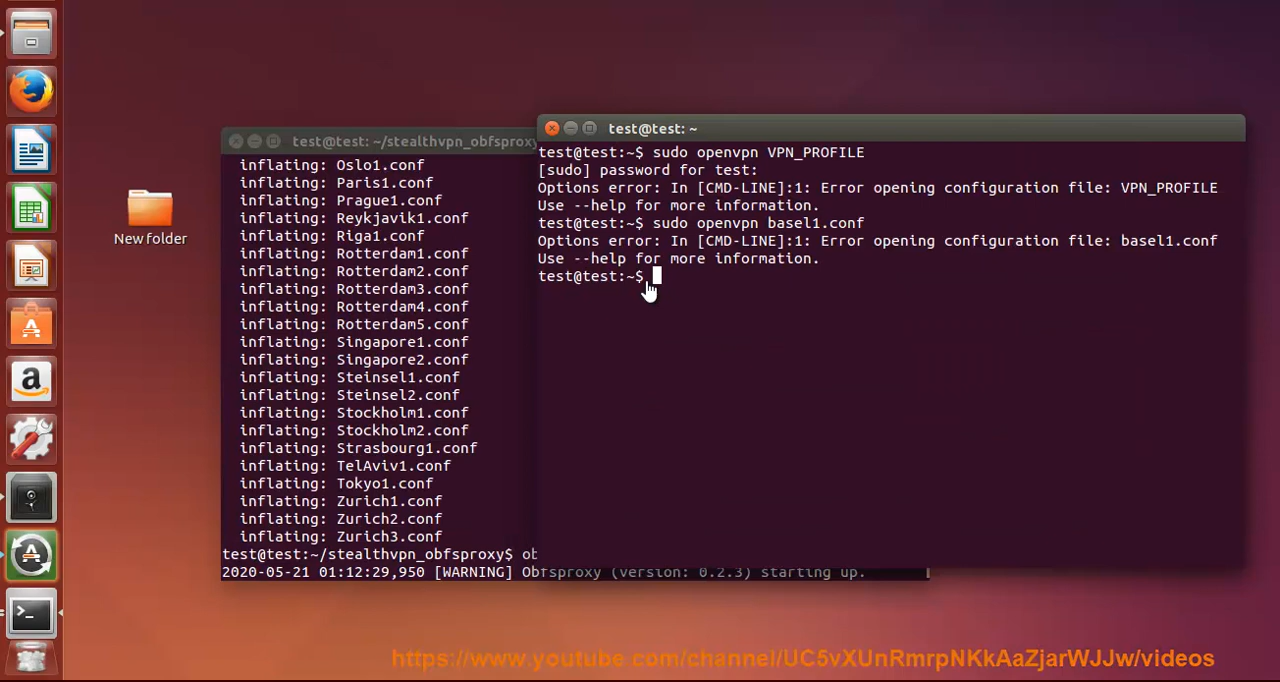 New folder
test@test: ~/stealthvpn_obfsproxy
inflating: Oslo1.conf
inflating: Paris1.conf
inflating: Prague1.conf
inflating: Reykjavik1.conf
inflating: Riga1.conf
inflating: Rotterdam1.conf
inflating: Rotterdam2.conf
inflating: Rotterdam3.conf
inflating: Rotterdam4.conf
inflating: Rotterdam5.conf
inflating: Singapore1.conf
inflating: Singapore2.conf
inflating: Steinsel1.conf
inflating: Steinsel2.conf
inflating: Stockholm1.conf
inflating: Stockholm2.conf
inflating: Strasbourg1.conf
inflating: TelAviv1.conf
inflating: Tokyo1.conf
inflating: Zurich1.conf
inflating: Zurich2.conf
inflating: Zurich3.conf
test@test:~/stealthvpn_obfsproxy$ ob
2020-05-21 01:12:29,950 [WARNING] Obfsproxy (version: 0.2.3) starting up.
test@test: ~
test@test:~$ sudo openvpn VPN_PROFILE
[sudo] password for test:
Options error: In [CMD-LINE]:1: Error opening configuration file: VPN_PROFILE
Use --help for more information.
test@test:~$ sudo openvpn basel1.conf
Options error: In [CMD-LINE]:1: Error opening configuration file: basel1.conf
Use --help for more information.
test@test:~$
https://www.youtube.com/channel/UC5vXUnRmrpNKkAaZjarWJJw/videos